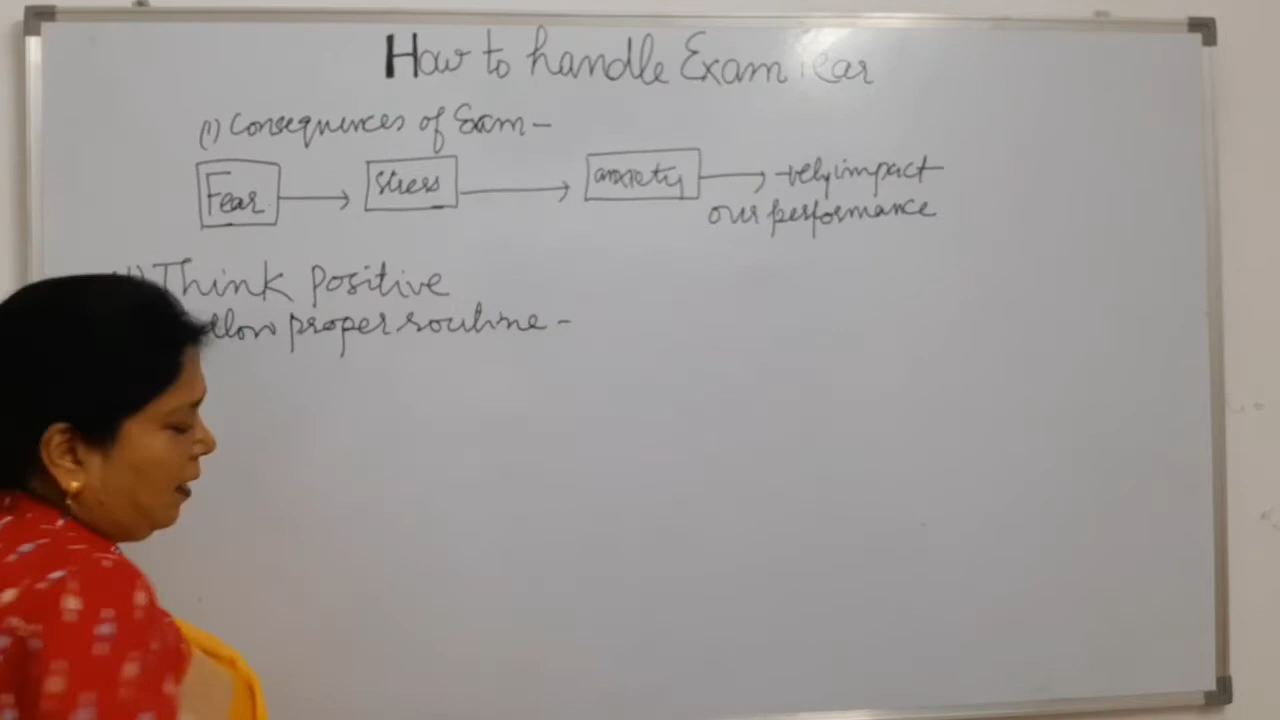 How to handle Exam Fear
(1) Consequences of Exam -
Fear → Stress → anxiety → -vely impact
our performance
Think Positive
proper routine -